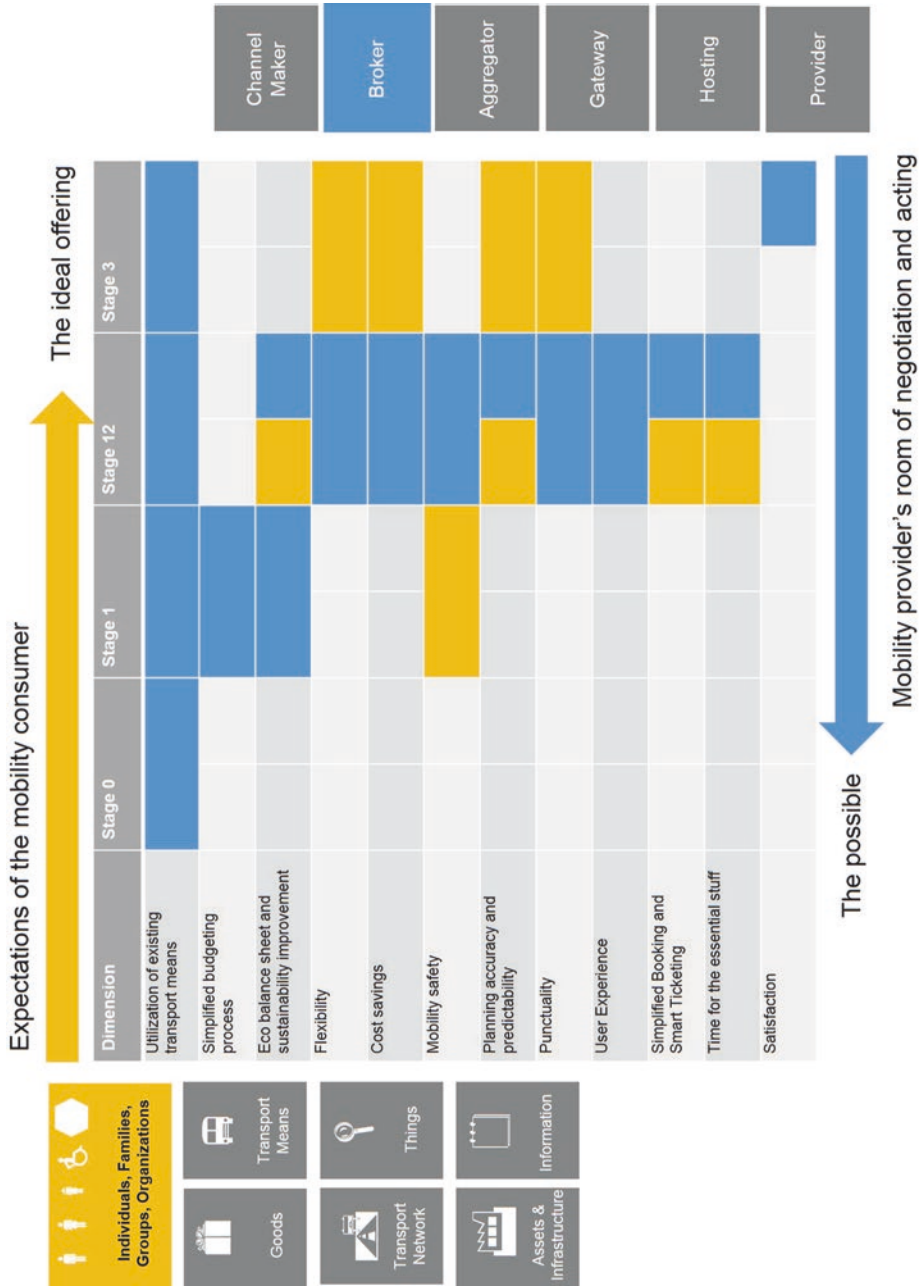 Expectations of the mobility consumer
The ideal offering
Individuals, Families,
Groups, Organizations
Goods
Transport
Means
Transport
Network
Things
Assets &
Infrastructure
Information
Dimension
Stage 0
Stage 1
Stage 12
Stage 3
Utilization of existing
transport means
Simplified budgeting
process
Eco balance sheet and
sustainability improvement
Flexibility
Cost savings
Mobility safety
Planning accuracy and
predictability
Punctuality
User Experience
Simplified Booking and
Smart Ticketing
Time for the essential stuff
Satisfaction
Channel
Maker
Broker
Aggregator
Gateway
Hosting
Provider
The possible
Mobility provider's room of negotiation and acting